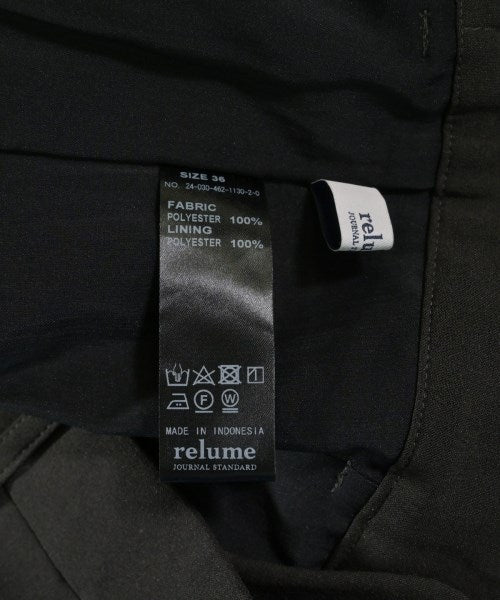 SIZE 36
NO. 24-030-462-1130-2-0
FABRIC
POLYESTER 100%
LINING
POLYESTER 100%
F W
MADE IN INDONESIA
relume
JOURNAL STANDARD
relume
JOURNAL